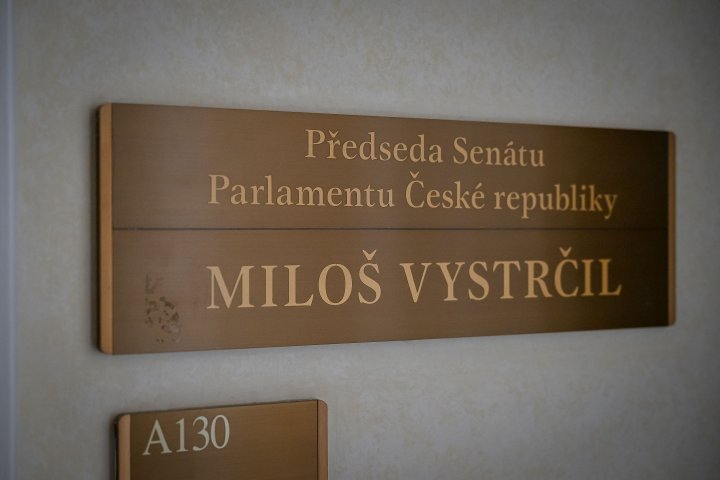 Předseda Senátu
Parlamentu České republiky
MILOŠ VYSTRČIL
A130